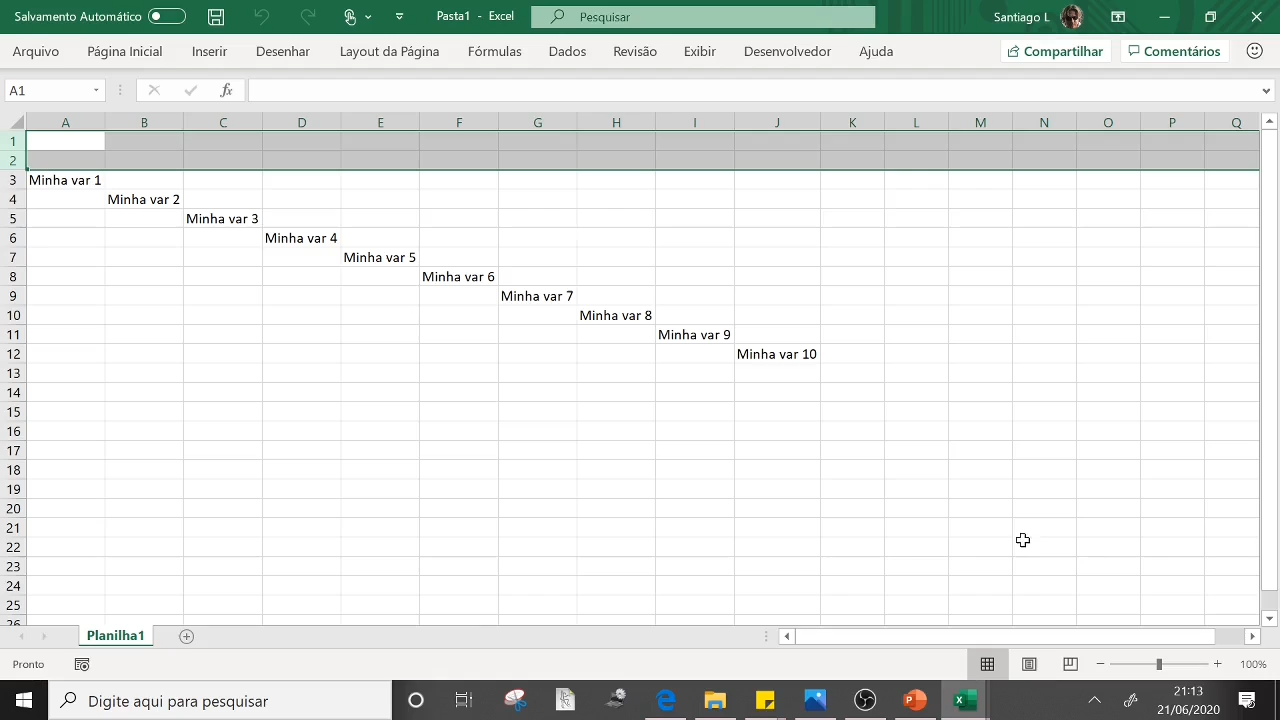 Salvamento Automático
Pasta1 - Excel
Pesquisar
Santiago L
Arquivo Página Inicial Inserir Desenhar Layout da Página Fórmulas Dados Revisão Exibir Desenvolvedor Ajuda Compartilhar Comentários
A1 fx
A B C D E F G H I J K L M N O P Q
1
2
3 Minha var 1
4 Minha var 2
5 Minha var 3
6 Minha var 4
7 Minha var 5
8 Minha var 6
9 Minha var 7
10 Minha var 8
11 Minha var 9
12 Minha var 10
13
14
15
16
17
18
19
20
21
22
23
24
25
26
Planilha1
Pronto 100%
Digite aqui para pesquisar
21:13
21/06/2020